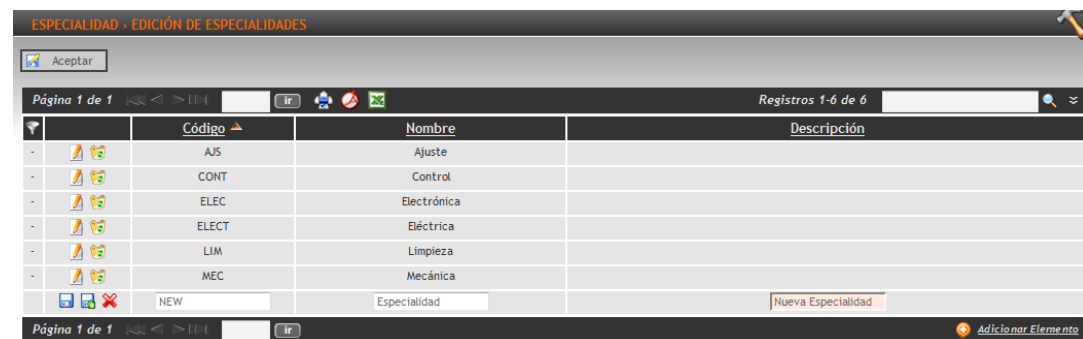 ESPECIALIDAD › EDICIÓN DE ESPECIALIDADES
Aceptar
Página 1 de 1 ir Registros 1-6 de 6
Código Nombre Descripción
- AJS Ajuste
- CONT Control
- ELEC Electrónica
- ELECT Eléctrica
- LIM Limpieza
- MEC Mecánica
NEW Especialidad Nueva Especialidad
Página 1 de 1 ir Adicionar Elemento